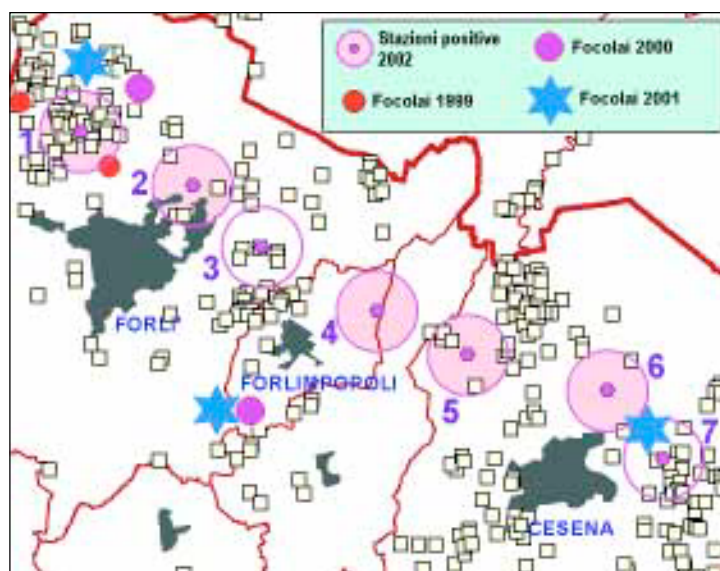 Stazioni positive
2002
Focolai 2000
Focolai 1999
Focolai 2001
1
2
3
FORLI'
4
FORLIMPOPOLI
5
6
7
CESENA